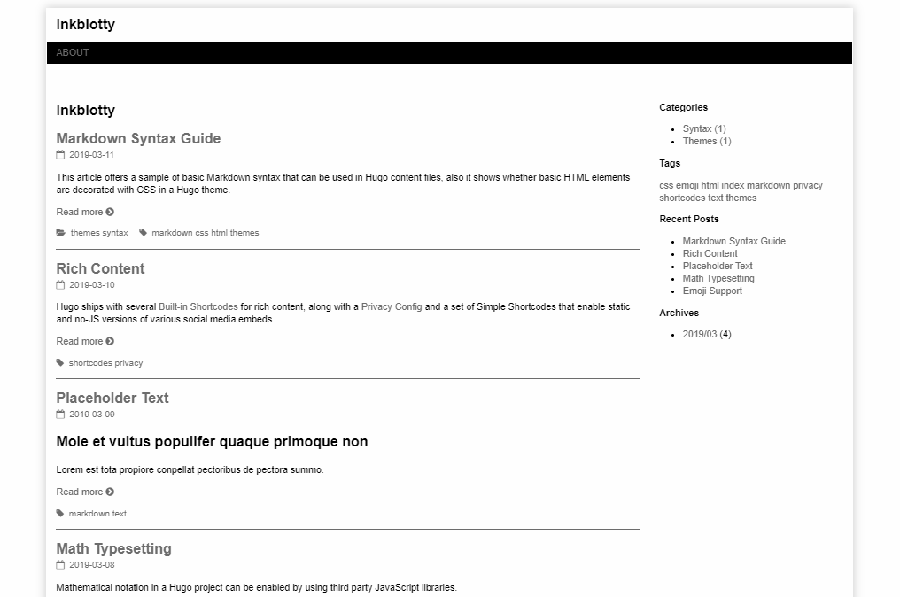 Inkblotty
ABOUT
Inkblotty
Markdown Syntax Guide
2019-03-11
This article offers a sample of basic Markdown syntax that can be used in Hugo content files, also it shows whether basic HTML elements
are decorated with CSS in a Hugo theme.
Read more
themes syntax markdown css html themes
Rich Content
2019-03-10
Hugo ships with several Built-in Shortcodes for rich content, along with a Privacy Config and a set of Simple Shortcodes that enable static
and no-JS versions of various social media embeds.
Read more
shortcodes privacy
Placeholder Text
2019-03-09
Mole et vultus populifer quaque primoque non
Lorem est tota propiore conpellat pectoribus de pectora summo.
Read more
markdown text
Math Typesetting
2019-03-08
Mathematical notation in a Hugo project can be enabled by using third party JavaScript libraries.
Categories
Syntax (1)
Themes (1)
Tags
css emoji html index markdown privacy
shortcodes text themes
Recent Posts
Markdown Syntax Guide
Rich Content
Placeholder Text
Math Typesetting
Emoji Support
Archives
2019/03 (4)